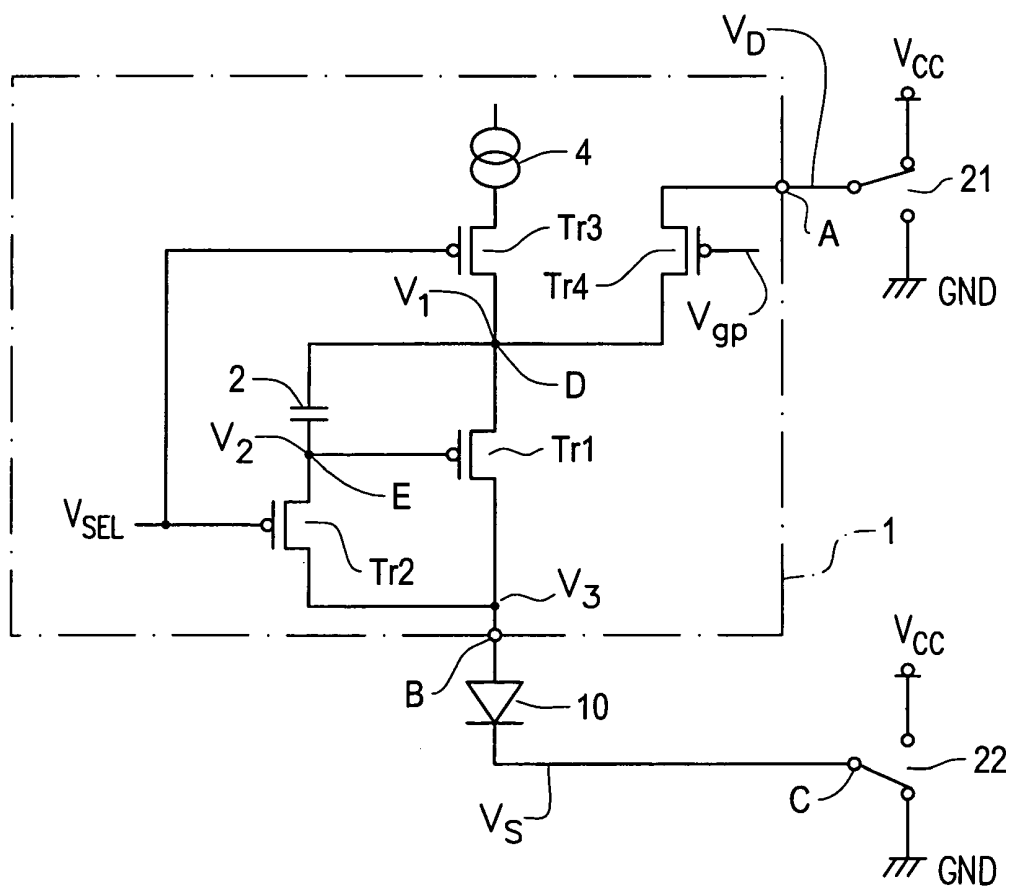 V_D
V_CC
4
21
Tr3
A
Tr4
V_1
V_gp
GND
2
D
V_2
Tr1
E
V_SEL
1
Tr2
V_3
V_CC
B
10
22
C
V_S
GND